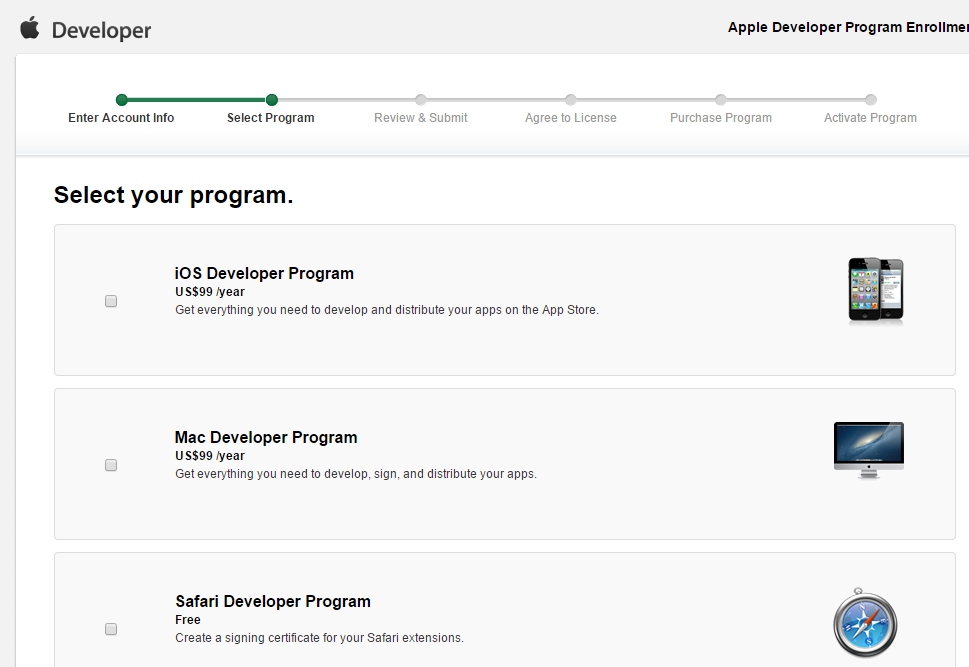 Developer
Apple Developer Program
Enter Account Info
Select Program
Review & Submit
Agree to License
Purchase Program
Activate Program
Select your program.
iOS Developer Program
US$99 /year
Get everything you need to develop and distribute your apps on the App Store.
Mac Developer Program
US$99 /year
Get everything you need to develop, sign, and distribute your apps.
Safari Developer Program
Free
Create a signing certificate for your Safari extensions.